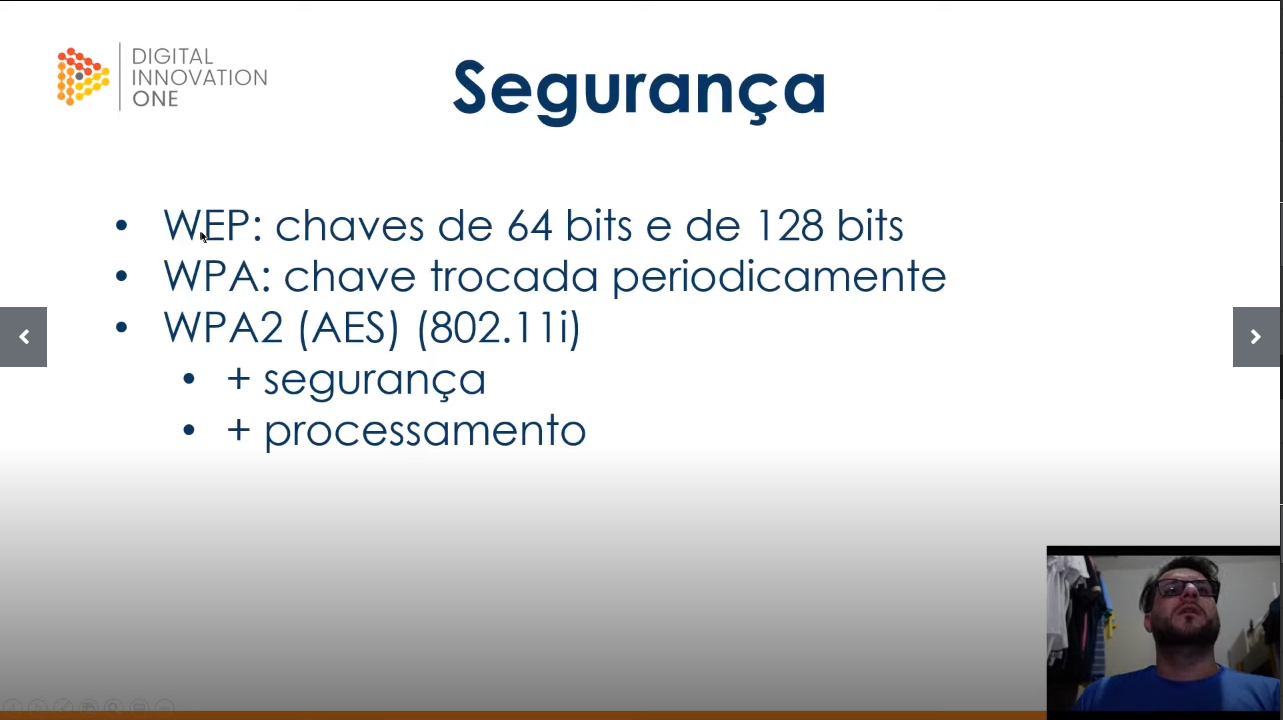 DIGITAL
INNOVATION
ONE
Segurança
• WEP: chaves de 64 bits e de 128 bits
• WPA: chave trocada periodicamente
• WPA2 (AES) (802.11i)
• + segurança
• + processamento